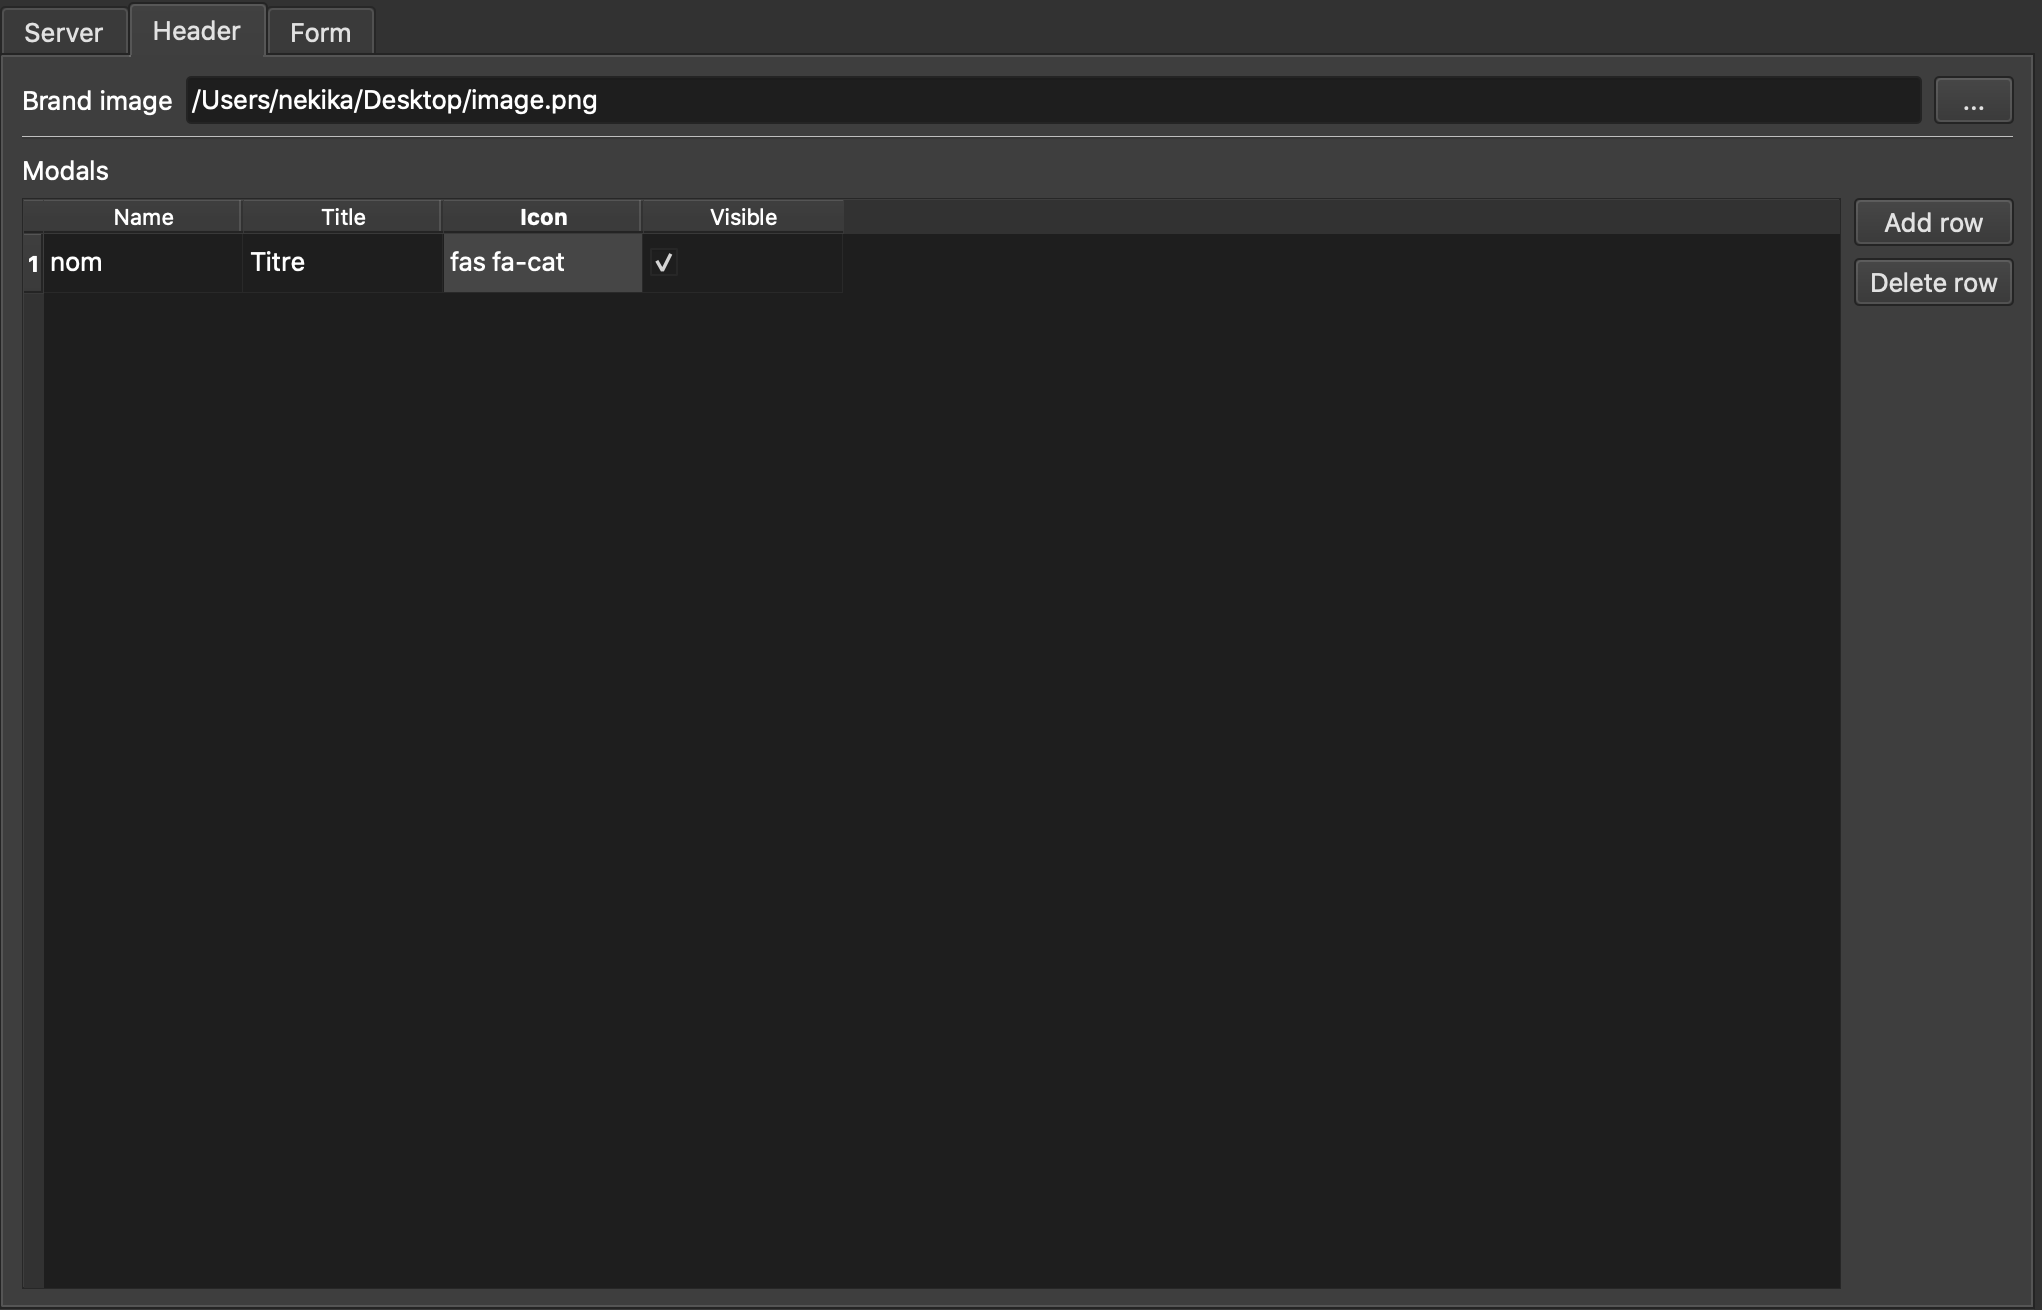 Server Header Form
Brand image /Users/nekika/Desktop/image.png ...
Modals
Name Title Icon Visible Add row
1 nom Titre fas fa-cat
Delete row